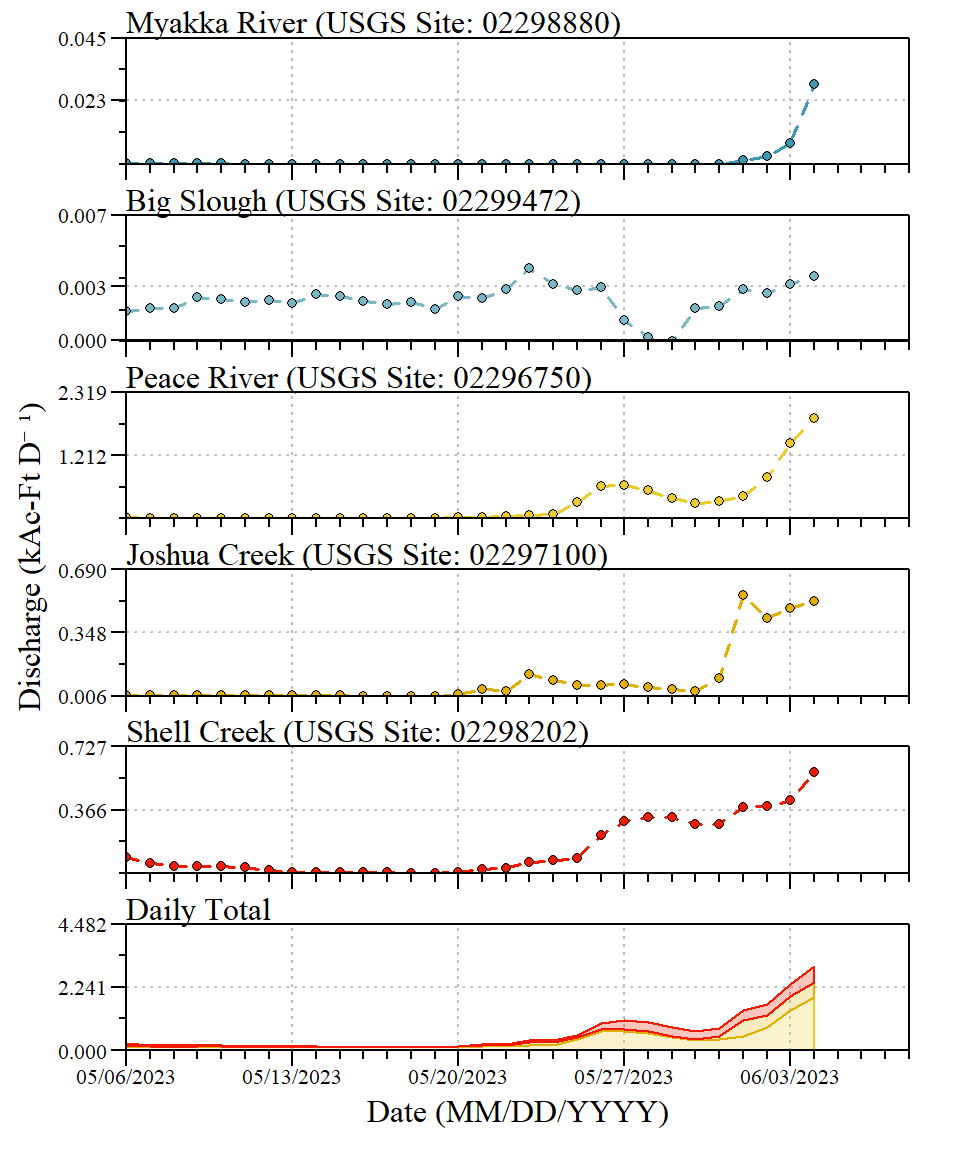 Myakka River (USGS Site: 02298880)
0.045
0.023
Big Slough (USGS Site: 02299472)
0.007
0.003
0.000
Peace River (USGS Site: 02296750)
2.319
1.212
Joshua Creek (USGS Site: 02297100)
0.690
0.348
0.006
Shell Creek (USGS Site: 02298202)
0.727
0.366
Daily Total
4.482
2.241
0.000
05/06/2023 05/13/2023 05/20/2023 05/27/2023 06/03/2023
Date (MM/DD/YYYY)
Discharge (kAc-Ft D⁻¹)